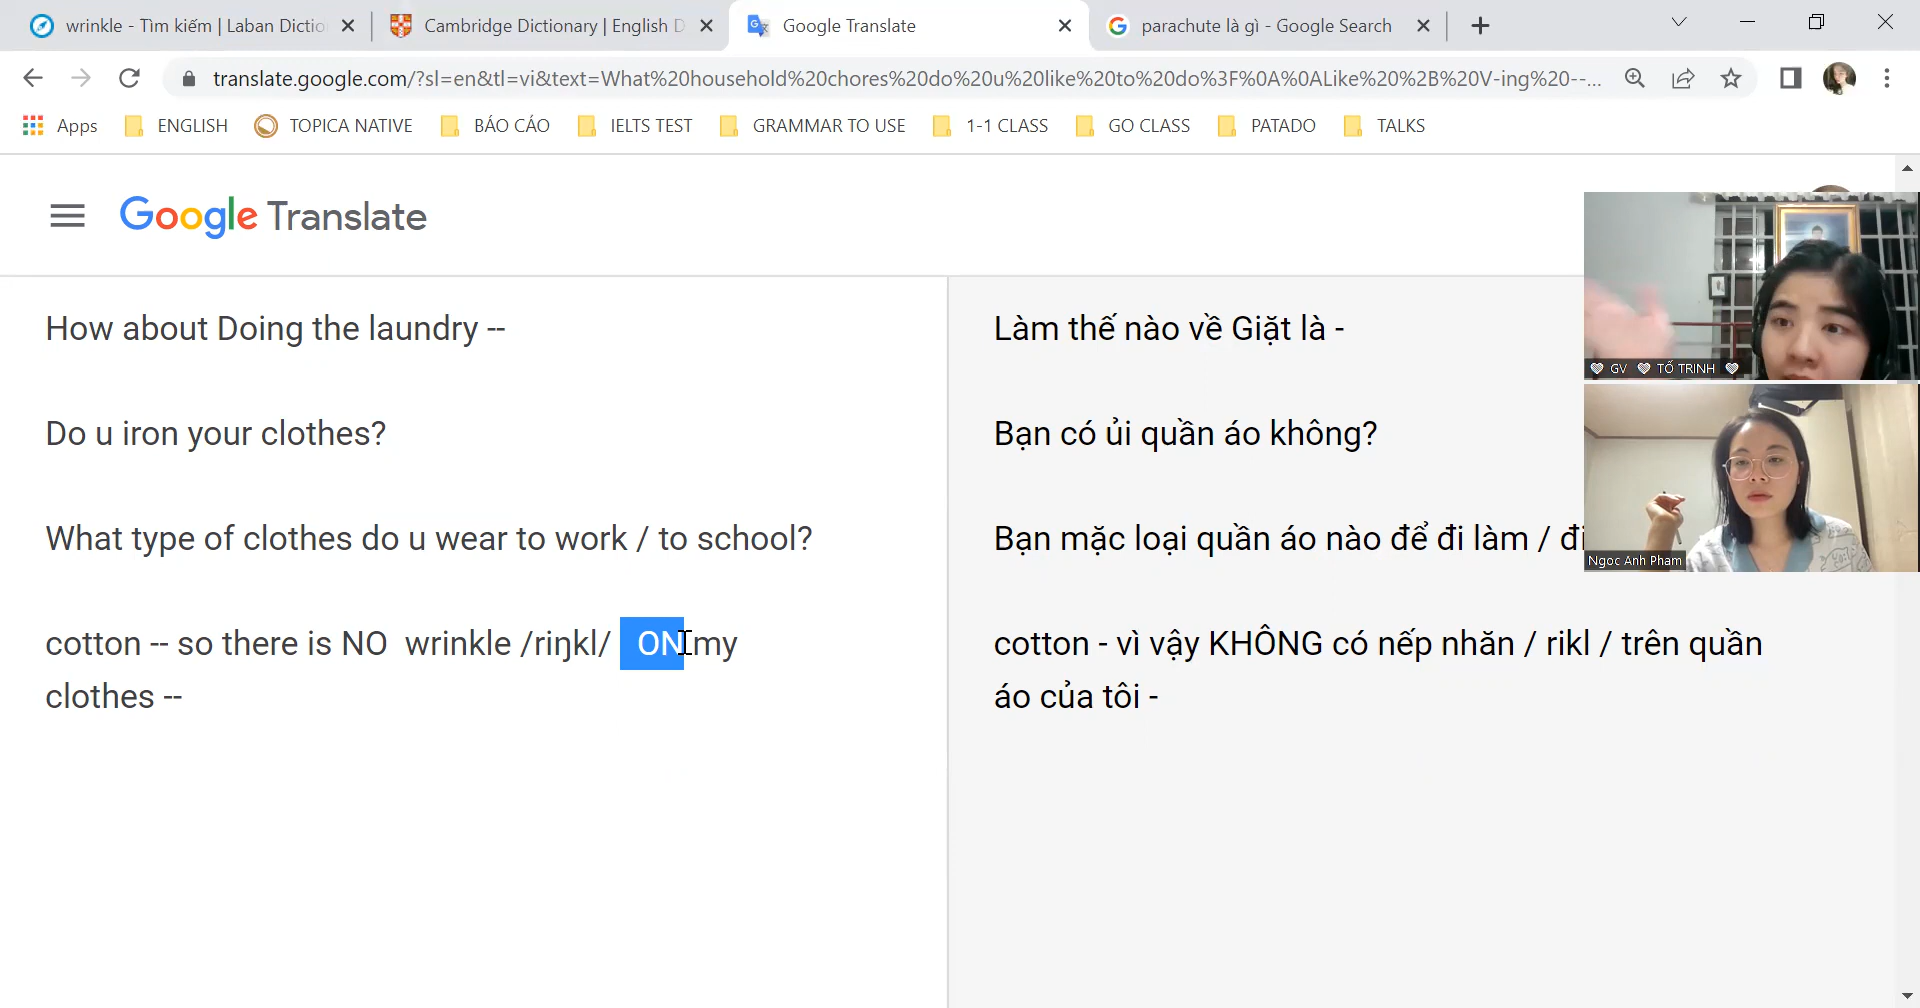 wrinkle - Tìm kiếm | Laban Dictio
Cambridge Dictionary | English D
Google Translate
parachute là gì - Google Search
translate.google.com/?sl=en&tl=vi&text=What%20household%20chores%20do%20u%20like%20to%20do%3F%0A%0ALike%20%2B%20V-ing%20--...
Apps
ENGLISH
TOPICA NATIVE
BÁO CÁO
IELTS TEST
GRAMMAR TO USE
1-1 CLASS
GO CLASS
PATADO
TALKS
Google Translate
How about Doing the laundry --
Do u iron your clothes?
What type of clothes do u wear to work / to school?
cotton -- so there is NO wrinkle /riŋkl/ ON my
clothes --
Làm thế nào về Giặt là -
Bạn có ủi quần áo không?
Bạn mặc loại quần áo nào để đi làm / đi
cotton - vì vậy KHÔNG có nếp nhăn / rikl / trên quần
áo của tôi -
GV TỐ TRINH
Ngoc Anh Pham